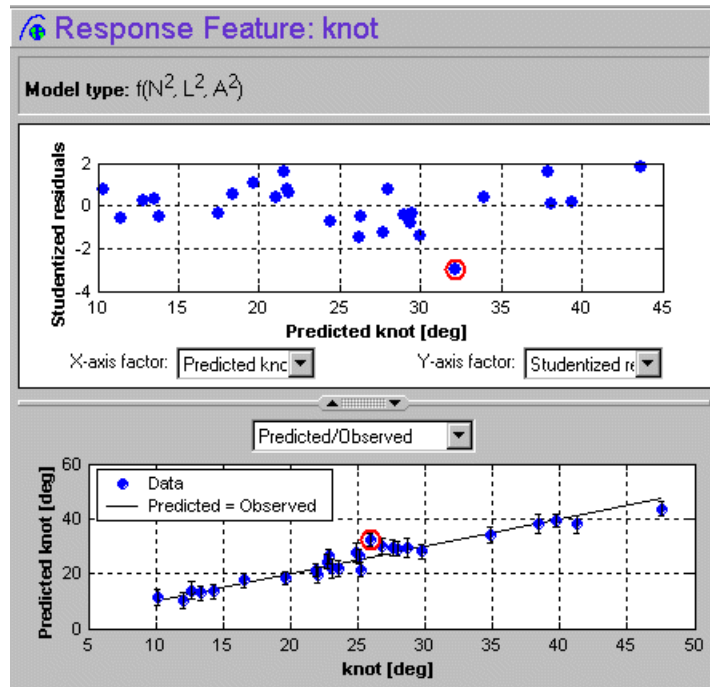 Response Feature: knot
Model type: f(N², L², A²)
Studentized residuals
2
0
-2
-4
10 15 20 25 30 35 40 45
Predicted knot [deg]
X-axis factor: Predicted knc Y-axis factor: Studentized re
Predicted/Observed
Predicted knot [deg]
60
40
20
0
Data
Predicted = Observed
5 10 15 20 25 30 35 40 45 50
knot [deg]